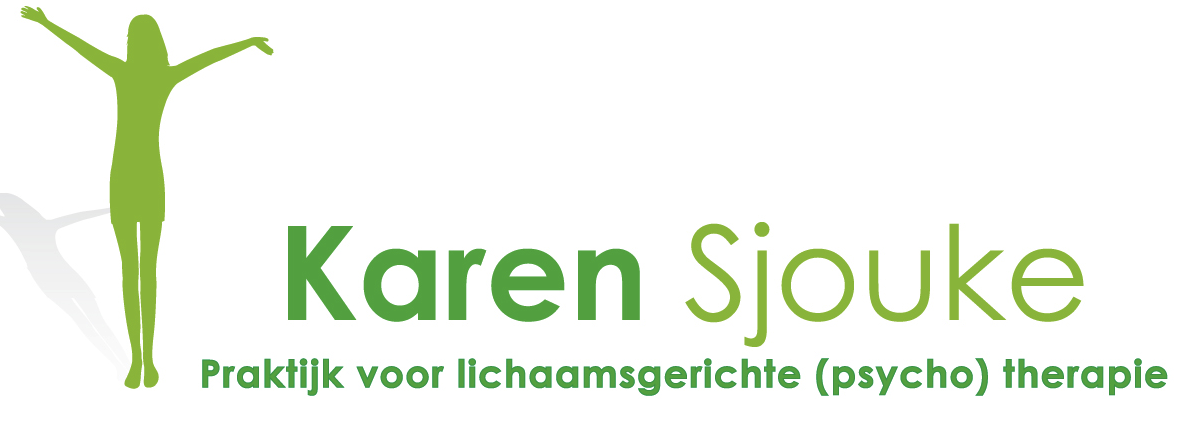 Karen Sjouke
Praktijk voor lichaamsgerichte (psycho) therapie